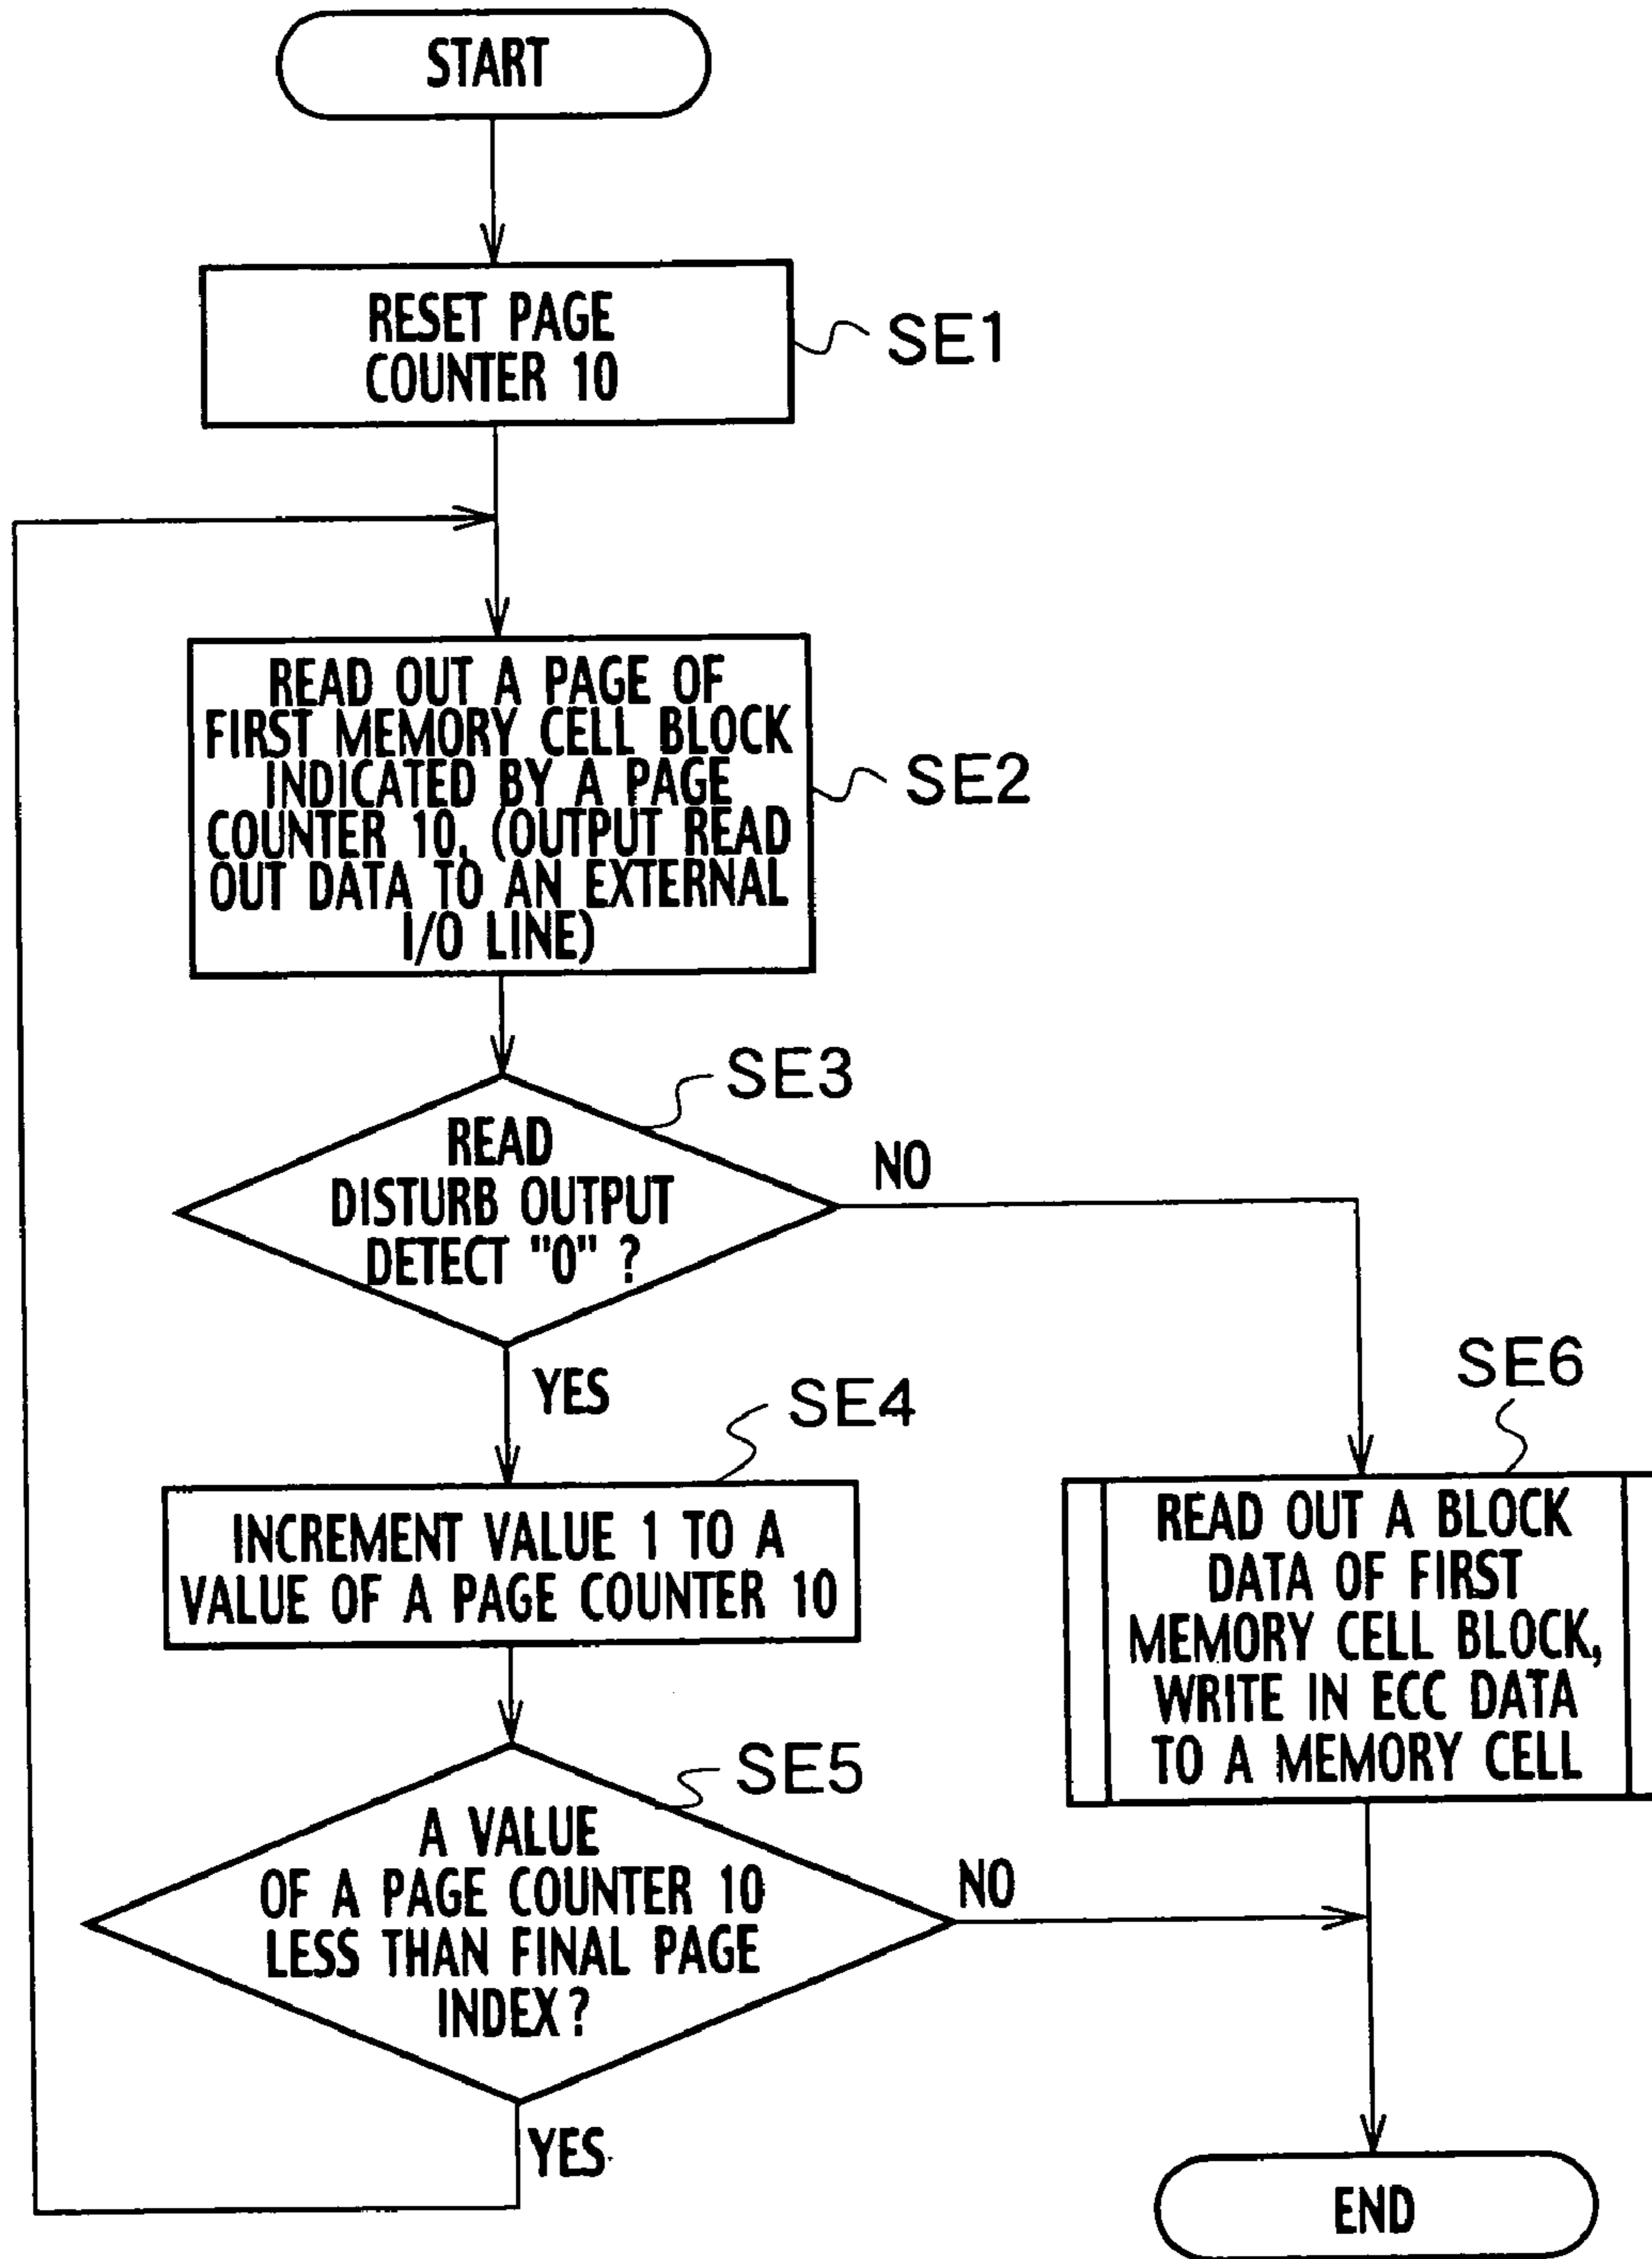 START
RESET PAGE
COUNTER 10
SE1
READ OUT A PAGE OF
FIRST MEMORY CELL BLOCK
INDICATED BY A PAGE
COUNTER 10, (OUTPUT READ
OUT DATA TO AN EXTERNAL
I/O LINE)
SE2
SE3
READ
DISTURB OUTPUT
DETECT "0" ?
NO
YES
SE4
INCREMENT VALUE 1 TO A
VALUE OF A PAGE COUNTER 10
SE6
READ OUT A BLOCK
DATA OF FIRST
MEMORY CELL BLOCK,
WRITE IN ECC DATA
TO A MEMORY CELL
SE5
A VALUE
OF A PAGE COUNTER 10
LESS THAN FINAL PAGE
INDEX?
NO
YES
END